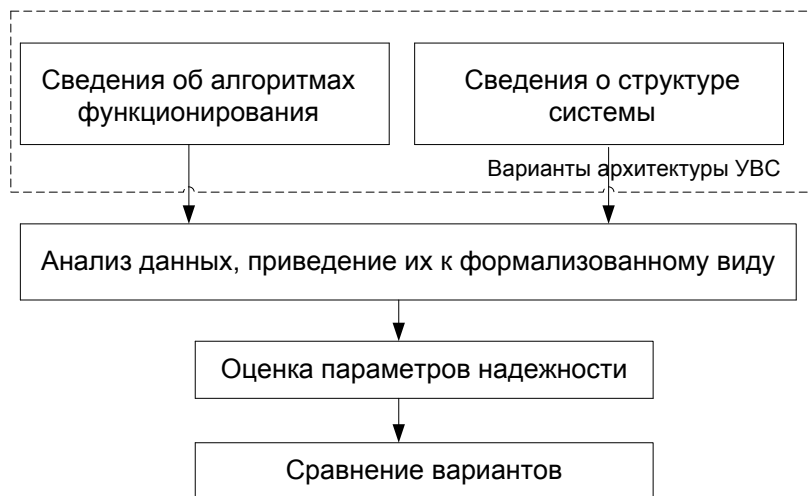 Сведения об алгоритмах
функционирования
Сведения о структуре
системы
Варианты архитектуры УВС
Анализ данных, приведение их к формализованному виду
Оценка параметров надежности
Сравнение вариантов